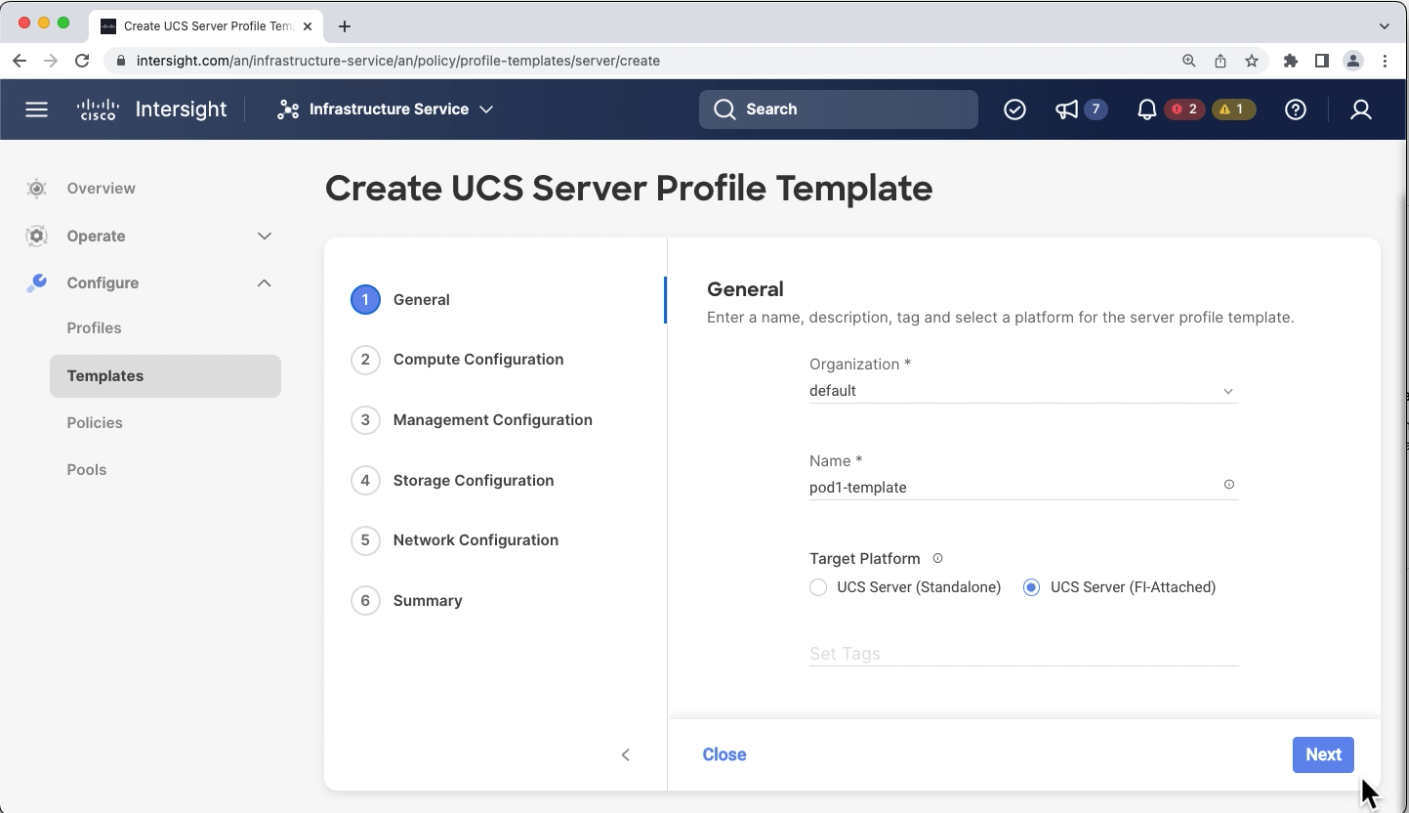 Create UCS Server Profile Tem
intersight.com/an/infrastructure-service/an/policy/profile-templates/server/create
cisco Intersight Infrastructure Service Search 7 2 1
Overview
Operate
Configure
Profiles
Templates
Policies
Pools
Create UCS Server Profile Template
1 General
2 Compute Configuration
3 Management Configuration
4 Storage Configuration
5 Network Configuration
6 Summary
General
Enter a name, description, tag and select a platform for the server profile template.
Organization *
default
Name *
pod1-template
Target Platform
UCS Server (Standalone) UCS Server (FI-Attached)
Set Tags
Close Next